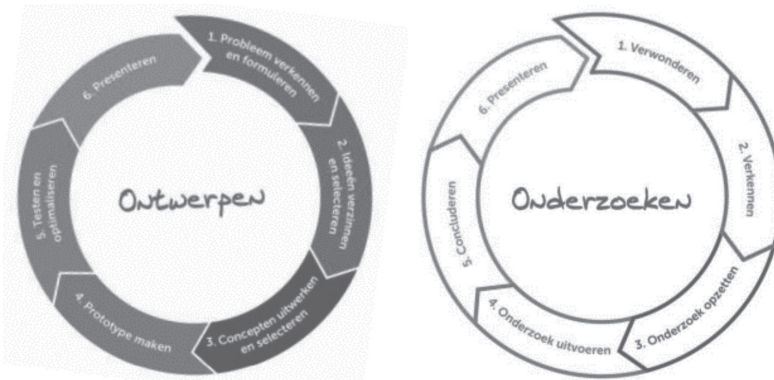 Ontwerpen
1. Probleem verkennen
en formuleren
2. Ideeën verzinnen
en selecteren
3. Concepten uitwerken
en selecteren
4. Prototype maken
5. Testen en
optimaliseren
6. Presenteren
Onderzoeken
1. Verwonderen
2. Verkennen
3. Onderzoek opzetten
4. Onderzoek uitvoeren
5. Concluderen
6. Presenteren